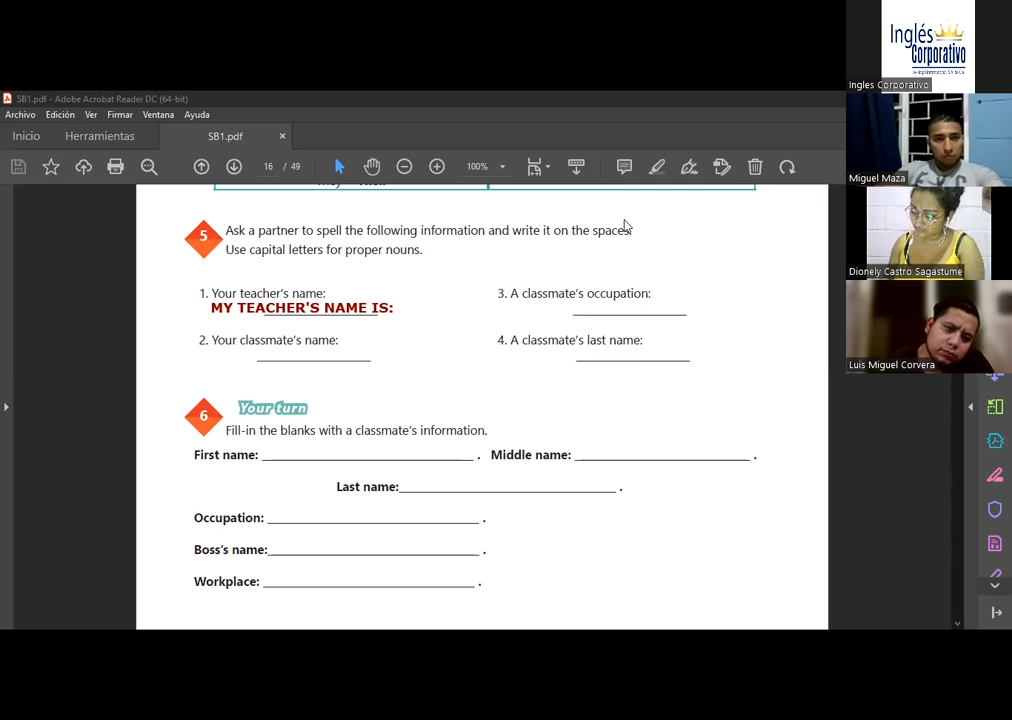 SB1.pdf - Adobe Acrobat Reader DC (64-bit)
Archivo Edición Ver Firmar Ventana Ayuda
Inicio Herramientas SB1.pdf ×
16 / 49 100%
5
Ask a partner to spell the following information and write it on the spaces
Use capital letters for proper nouns.
1. Your teacher's name:
MY TEACHER'S NAME IS:
2. Your classmate's name:
3. A classmate's occupation:
4. A classmate's last name:
6
Your turn
Fill-in the blanks with a classmate's information.
First name: . Middle name: .
Last name: .
Occupation: .
Boss's name: .
Workplace: .
Inglés
Corporativo
Ingles Corporativo
Miguel Maza
Dionely Castro Sagastume
Luis Miguel Corvera